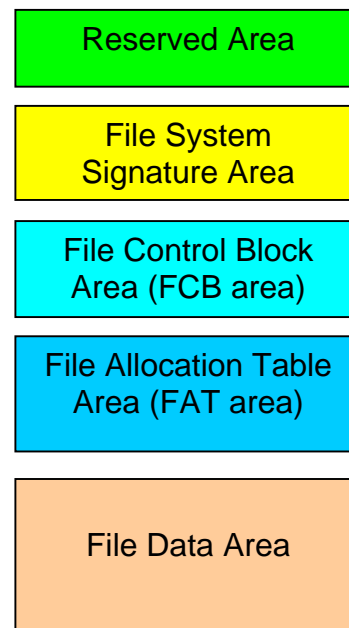 Reserved Area
File System
Signature Area
File Control Block
Area (FCB area)
File Allocation Table
Area (FAT area)
File Data Area